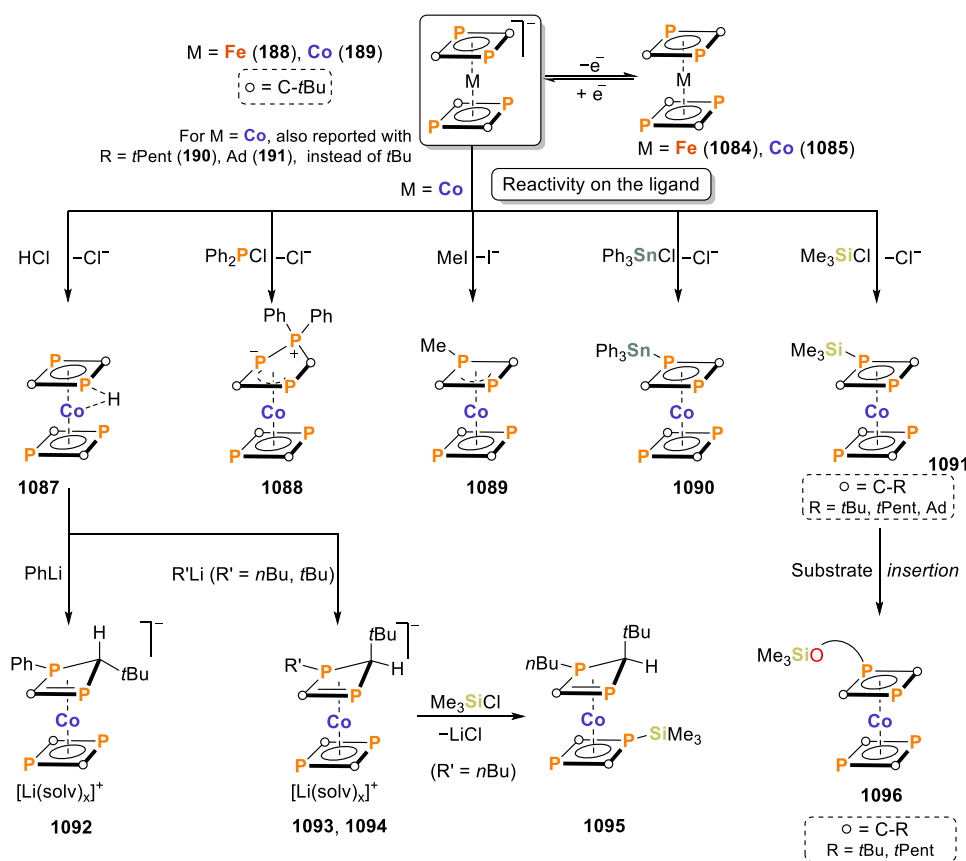 M = Fe (188), Co (189)
= C-tBu
For M = Co, also reported with
R = tPent (190), Ad (191), instead of tBu
P
P
M
P
P
−
−e⁻
+ e⁻
P
P
M
P
P
M = Fe (1084), Co (1085)
M = Co
Reactivity on the ligand
HCl −Cl⁻
Ph₂PCl −Cl⁻
MeI −I⁻
Ph₃SnCl −Cl⁻
Me₃SiCl −Cl⁻
P
P
H
Co
P
P
1087
Ph Ph
P
+
P
−
P
Co
P
P
1088
Me
P
P
Co
P
P
1089
Ph₃Sn
P
P
Co
P
P
1090
Me₃Si
P
P
Co
P
P
1091
= C-R
R = tBu, tPent, Ad
PhLi
R'Li (R' = nBu, tBu)
Substrate insertion
H
Ph
P
P
tBu
−
Co
P
P
[Li(solv)ₓ]⁺
1092
tBu
R'
P
H
P
−
Co
P
P
[Li(solv)ₓ]⁺
1093, 1094
Me₃SiCl
−LiCl
(R' = nBu)
tBu
nBu
P
H
P
Co
P
SiMe₃
P
1095
Me₃SiO
P
P
Co
P
P
1096
= C-R
R = tBu, tPent